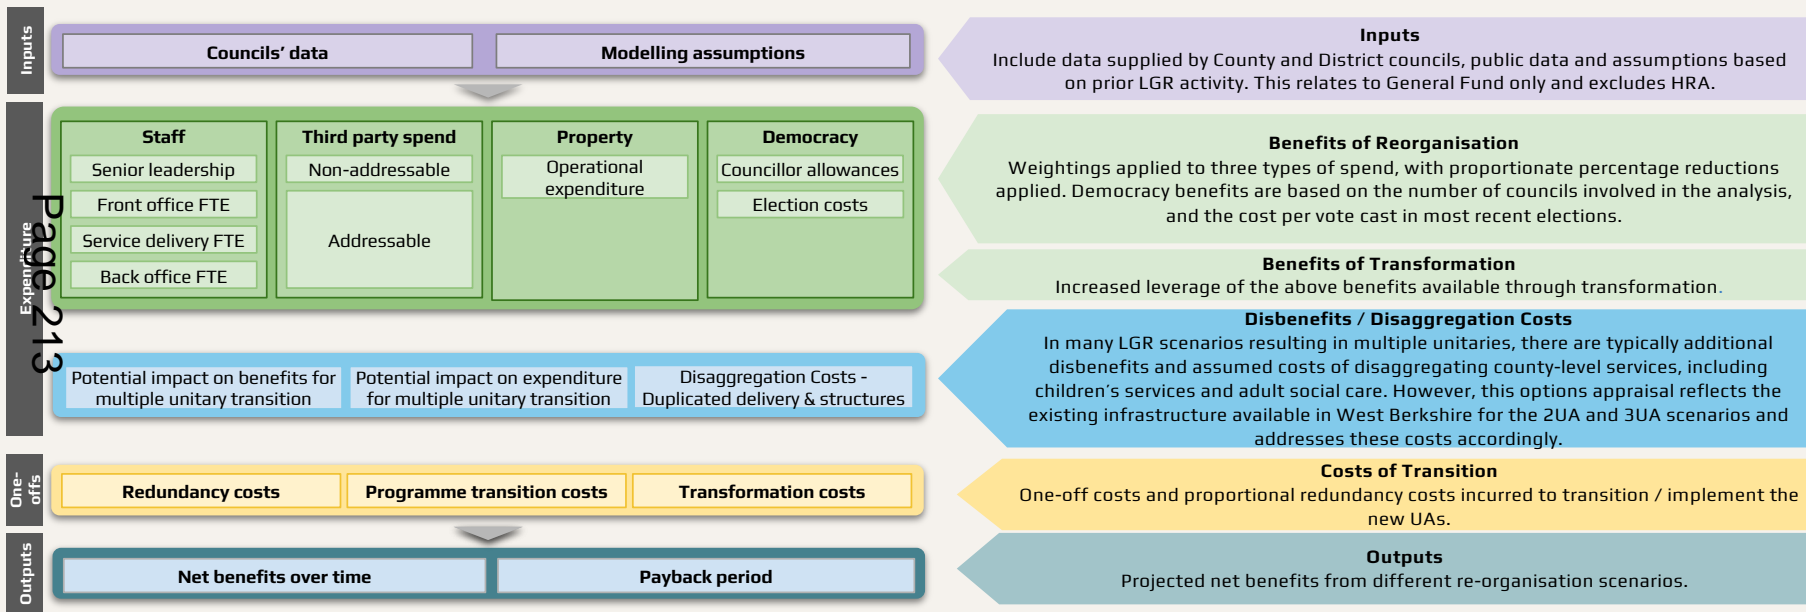 Inputs
Councils' data
Modelling assumptions
Inputs
Include data supplied by County and District councils, public data and assumptions based
on prior LGR activity. This relates to General Fund only and excludes HRA.
Expenditure
Page 213
Staff
Senior leadership
Front office FTE
Service delivery FTE
Back office FTE
Third party spend
Non-addressable
Addressable
Property
Operational
expenditure
Democracy
Councillor allowances
Election costs
Benefits of Reorganisation
Weightings applied to three types of spend, with proportionate percentage reductions
applied. Democracy benefits are based on the number of councils involved in the analysis,
and the cost per vote cast in most recent elections.
Benefits of Transformation
Increased leverage of the above benefits available through transformation.
Potential impact on benefits for
multiple unitary transition
Potential impact on expenditure
for multiple unitary transition
Disaggregation Costs -
Duplicated delivery & structures
Disbenefits / Disaggregation Costs
In many LGR scenarios resulting in multiple unitaries, there are typically additional
disbenefits and assumed costs of disaggregating county-level services, including
children's services and adult social care. However, this options appraisal reflects the
existing infrastructure available in West Berkshire for the 2UA and 3UA scenarios and
addresses these costs accordingly.
One-
offs
Redundancy costs
Programme transition costs
Transformation costs
Costs of Transition
One-off costs and proportional redundancy costs incurred to transition / implement the
new UAs.
Outputs
Net benefits over time
Payback period
Outputs
Projected net benefits from different re-organisation scenarios.